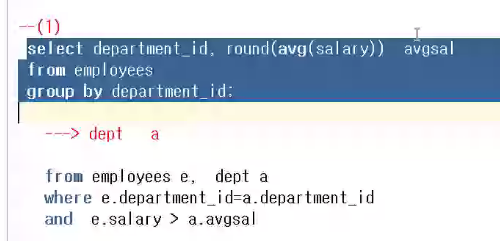 --(1)
select department_id, round(avg(salary)) avgsal
from employees
group by department_id;
---> dept a
from employees e, dept a
where e.department_id=a.department_id
and e.salary > a.avgsal